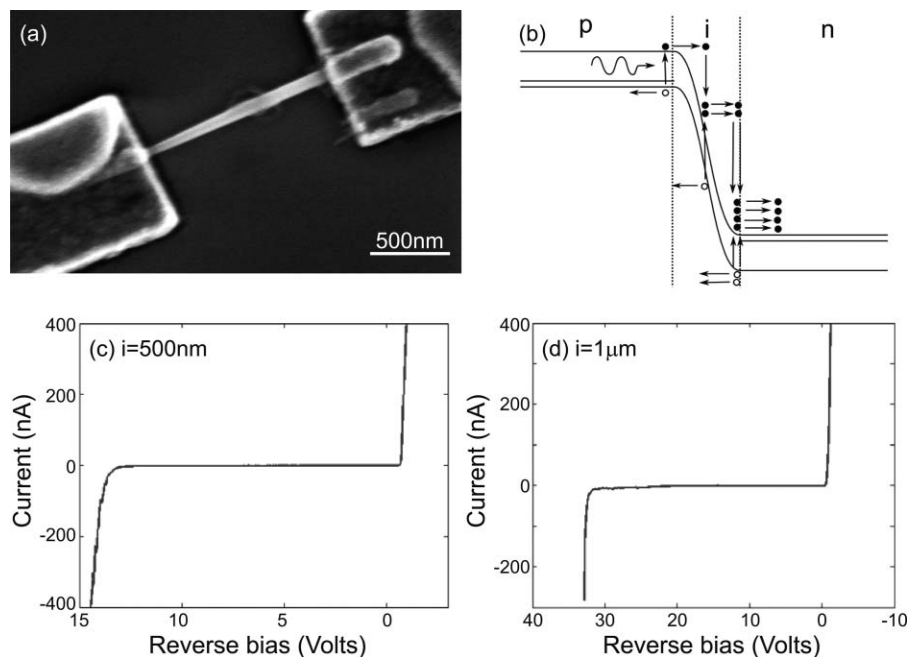 (a)
500nm
(b)
p
i
n
(c) i=500nm
Current (nA)
400
200
0
-200
-400
15
10
5
0
Reverse bias (Volts)
(d) i=1μm
Current (nA)
400
200
0
-200
40
30
20
10
0
-10
Reverse bias (Volts)